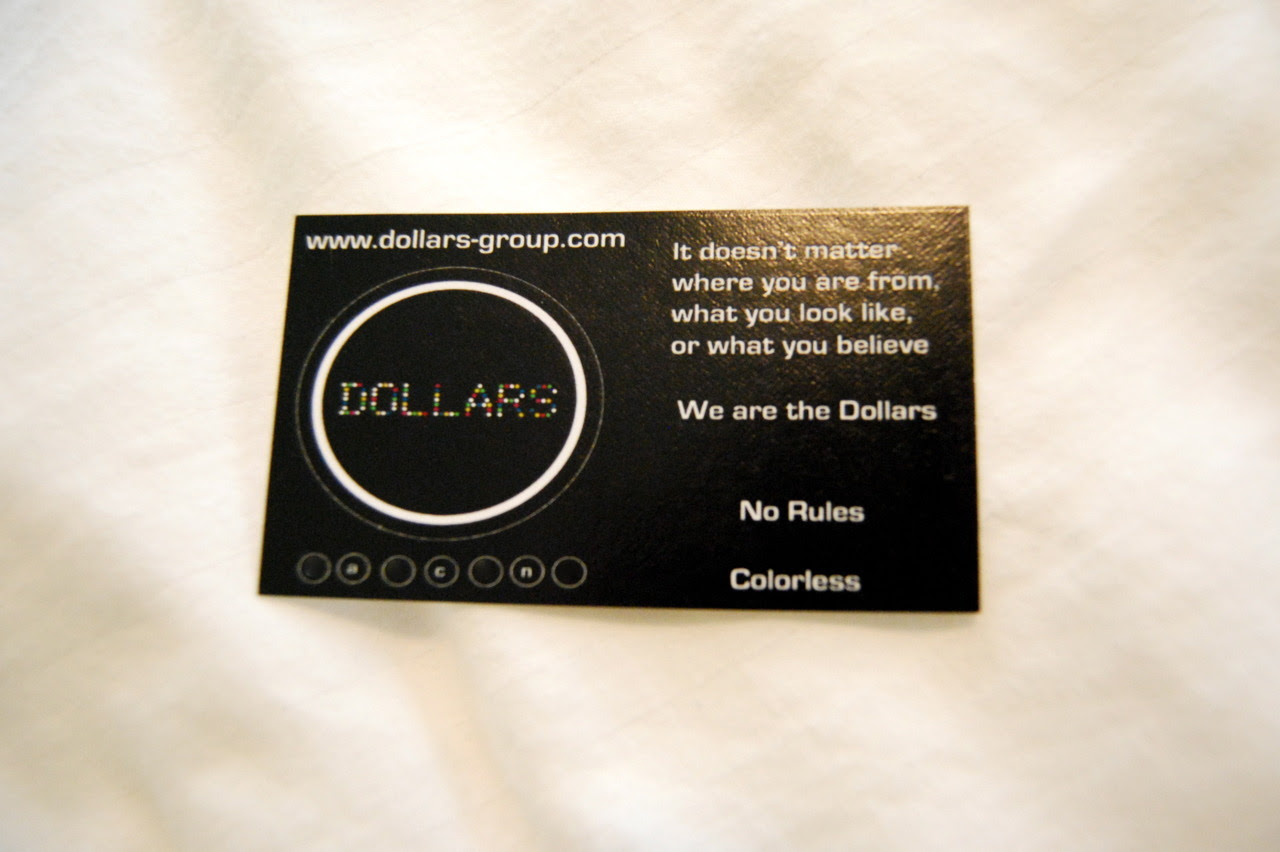 www.dollars-group.com
DOLLARS
a c n
It doesn't matter
where you are from,
what you look like,
or what you believe
We are the Dollars
No Rules
Colorless